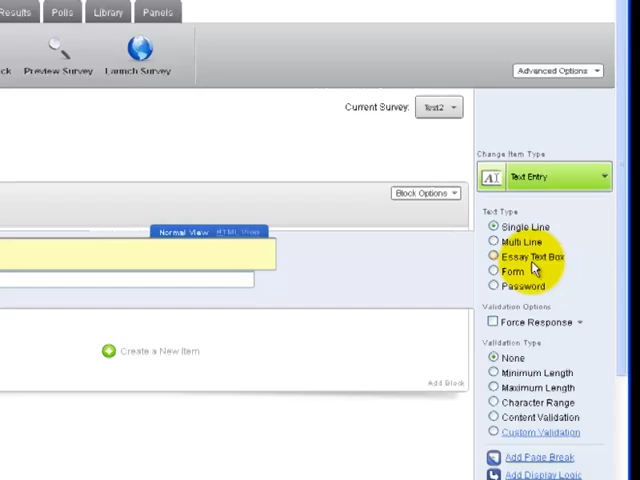 Results Polls Library Panels
ck Preview Survey Launch Survey
Advanced Options
Current Survey: Test2
Change Item Type
AI Text Entry
Block Options
Text Type
Single Line
Normal View HTML View
Multi Line
Essay Text Box
Form
Password
Validation Options
Force Response
Validation Type
Create a New Item
None
Minimum Length
Add Block
Maximum Length
Character Range
Content Validation
Custom Validation
Add Page Break
Add Display Logic